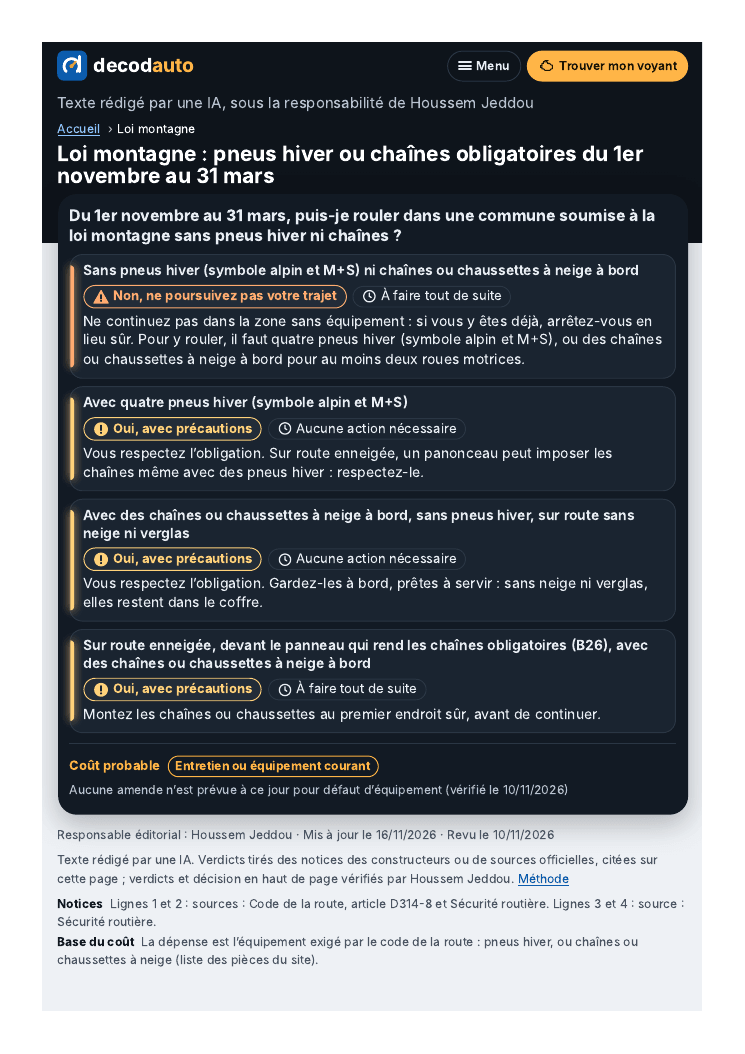 decodauto
Menu
Trouver mon voyant
Texte rédigé par une IA, sous la responsabilité de Houssem Jeddou
Accueil › Loi montagne
Loi montagne : pneus hiver ou chaînes obligatoires du 1er
novembre au 31 mars
Du 1er novembre au 31 mars, puis-je rouler dans une commune soumise à la
loi montagne sans pneus hiver ni chaînes ?
Sans pneus hiver (symbole alpin et M+S) ni chaînes ou chaussettes à neige à bord
Non, ne poursuivez pas votre trajet
À faire tout de suite
Ne continuez pas dans la zone sans équipement : si vous y êtes déjà, arrêtez-vous en
lieu sûr. Pour y rouler, il faut quatre pneus hiver (symbole alpin et M+S), ou des chaînes
ou chaussettes à neige à bord pour au moins deux roues motrices.
Avec quatre pneus hiver (symbole alpin et M+S)
Oui, avec précautions
Aucune action nécessaire
Vous respectez l’obligation. Sur route enneigée, un panonceau peut imposer les
chaînes même avec des pneus hiver : respectez-le.
Avec des chaînes ou chaussettes à neige à bord, sans pneus hiver, sur route sans
neige ni verglas
Oui, avec précautions
Aucune action nécessaire
Vous respectez l’obligation. Gardez-les à bord, prêtes à servir : sans neige ni verglas,
elles restent dans le coffre.
Sur route enneigée, devant le panneau qui rend les chaînes obligatoires (B26), avec
des chaînes ou chaussettes à neige à bord
Oui, avec précautions
À faire tout de suite
Montez les chaînes ou chaussettes au premier endroit sûr, avant de continuer.
Coût probable
Entretien ou équipement courant
Aucune amende n’est prévue à ce jour pour défaut d’équipement (vérifié le 10/11/2026)
Responsable éditorial : Houssem Jeddou · Mis à jour le 16/11/2026 · Revu le 10/11/2026
Texte rédigé par une IA. Verdicts tirés des notices des constructeurs ou de sources officielles, citées sur
cette page ; verdicts et décision en haut de page vérifiés par Houssem Jeddou. Méthode
Notices Lignes 1 et 2 : sources : Code de la route, article D314-8 et Sécurité routière. Lignes 3 et 4 : source :
Sécurité routière.
Base du coût La dépense est l’équipement exigé par le code de la route : pneus hiver, ou chaînes ou
chaussettes à neige (liste des pièces du site).